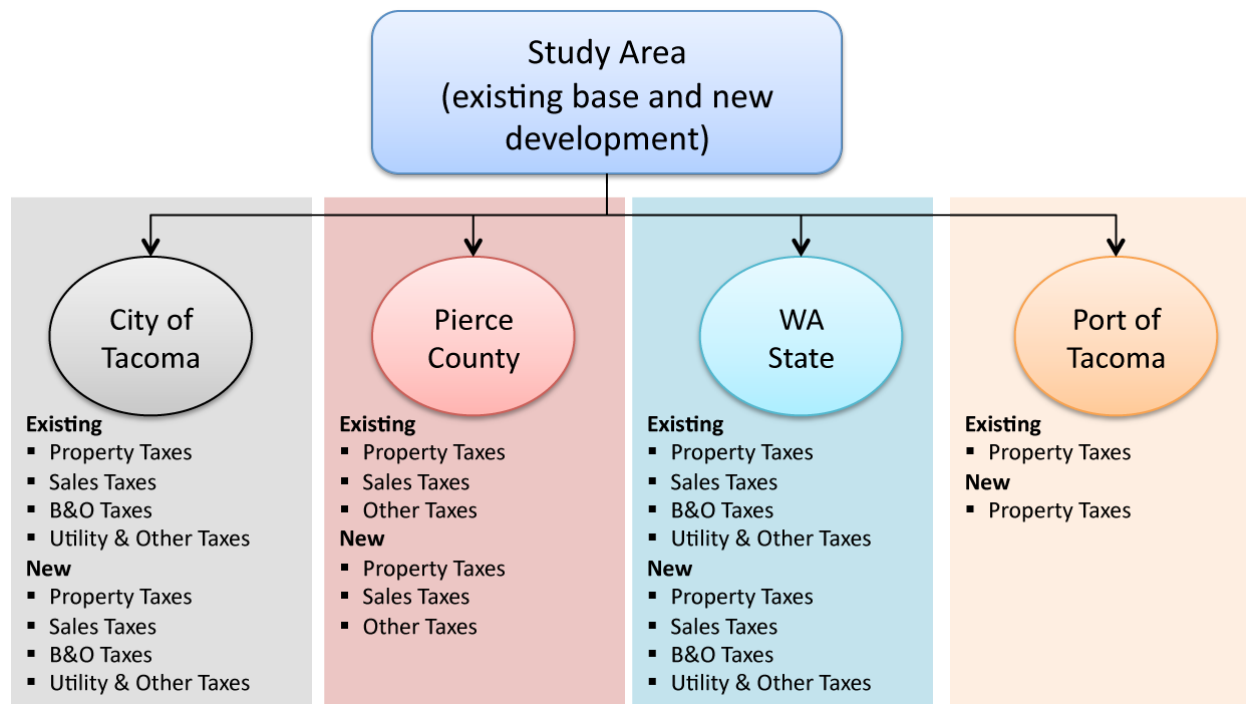 Study Area
(existing base and new
development)
City of
Tacoma
Existing
▪ Property Taxes
▪ Sales Taxes
▪ B&O Taxes
▪ Utility & Other Taxes
New
▪ Property Taxes
▪ Sales Taxes
▪ B&O Taxes
▪ Utility & Other Taxes
Pierce
County
Existing
▪ Property Taxes
▪ Sales Taxes
▪ Other Taxes
New
▪ Property Taxes
▪ Sales Taxes
▪ Other Taxes
WA
State
Existing
▪ Property Taxes
▪ Sales Taxes
▪ B&O Taxes
▪ Utility & Other Taxes
New
▪ Property Taxes
▪ Sales Taxes
▪ B&O Taxes
▪ Utility & Other Taxes
Port of
Tacoma
Existing
▪ Property Taxes
New
▪ Property Taxes